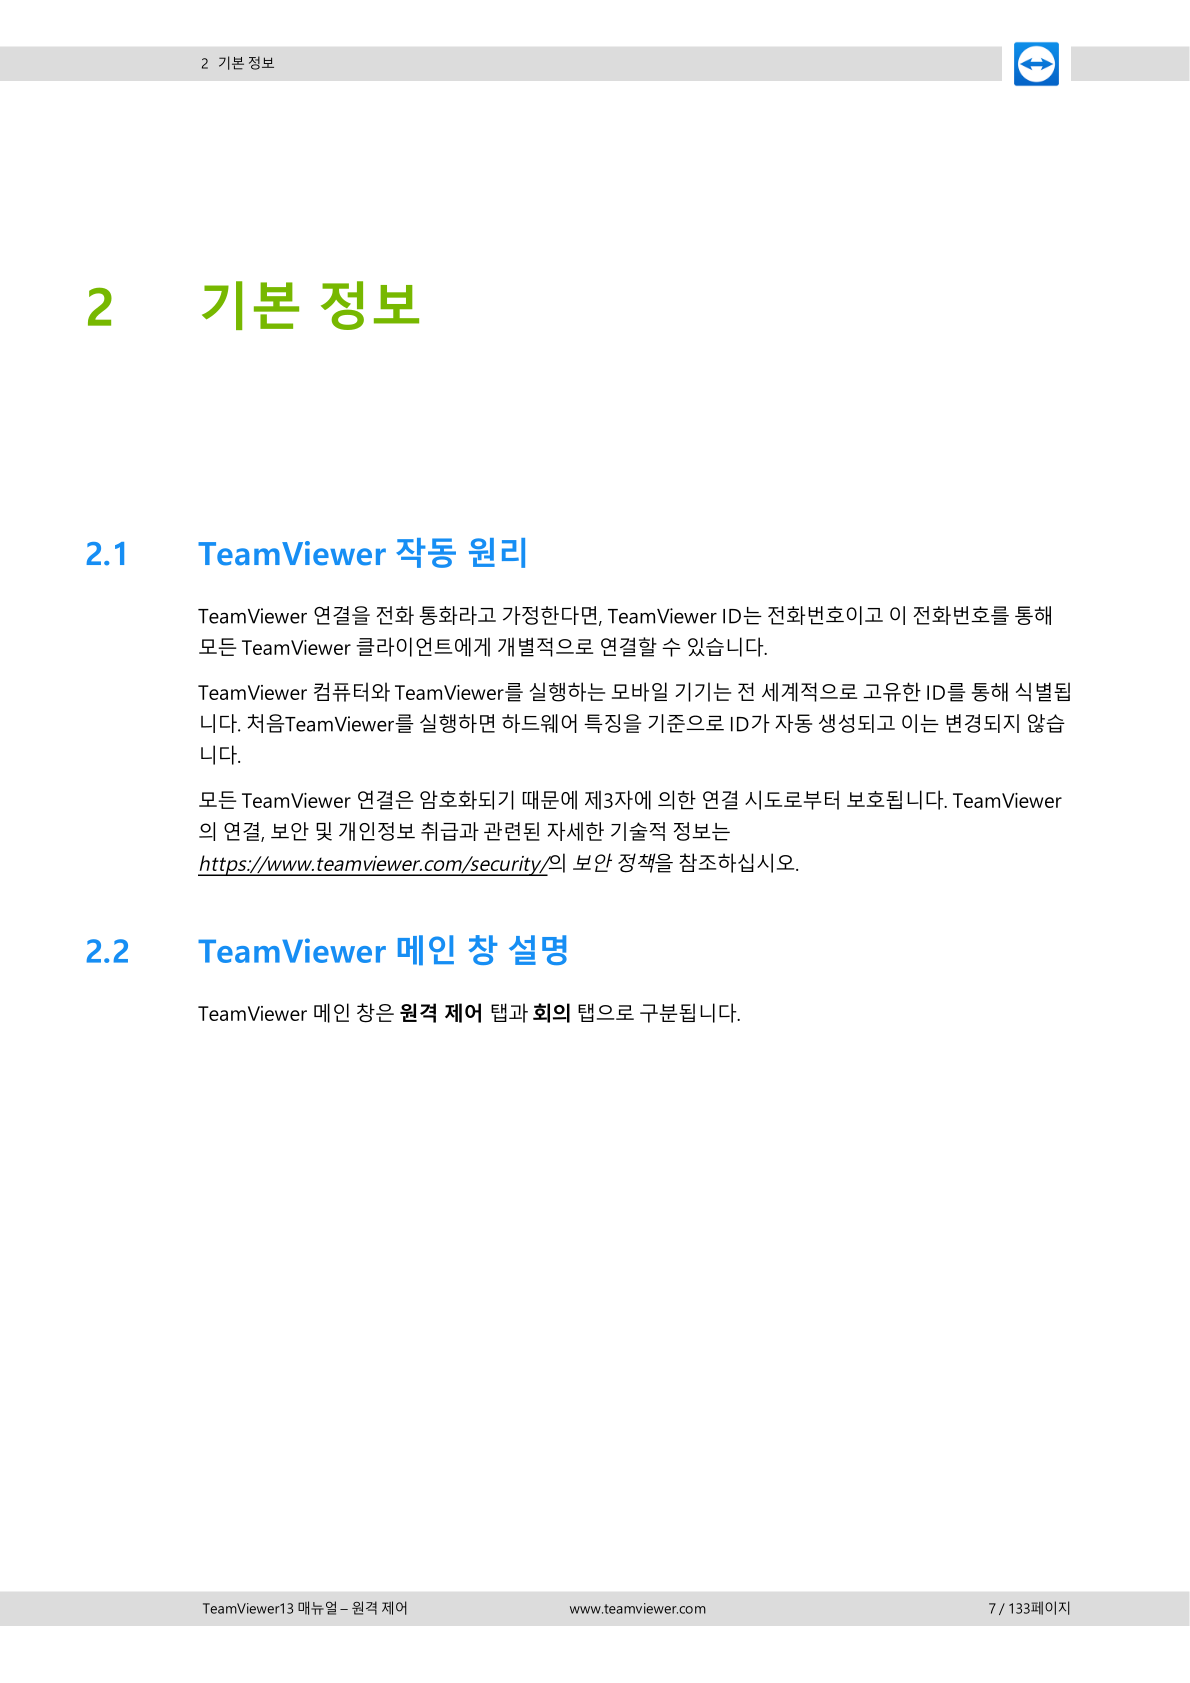 2 기본 정보
2 기본 정보
2.1 TeamViewer 작동 원리
TeamViewer 연결을 전화 통화라고 가정한다면, TeamViewer ID는 전화번호이고 이 전화번호를 통해
모든 TeamViewer 클라이언트에게 개별적으로 연결할 수 있습니다.
TeamViewer 컴퓨터와 TeamViewer를 실행하는 모바일 기기는 전 세계적으로 고유한 ID를 통해 식별됩
니다. 처음TeamViewer를 실행하면 하드웨어 특징을 기준으로 ID가 자동 생성되고 이는 변경되지 않습
니다.
모든 TeamViewer 연결은 암호화되기 때문에 제3자에 의한 연결 시도로부터 보호됩니다. TeamViewer
의 연결, 보안 및 개인정보 취급과 관련된 자세한 기술적 정보는
https://www.teamviewer.com/security/의 보안 정책을 참조하십시오.
2.2 TeamViewer 메인 창 설명
TeamViewer 메인 창은 원격 제어 탭과 회의 탭으로 구분됩니다.
TeamViewer13 매뉴얼 – 원격 제어 www.teamviewer.com 7 / 133페이지